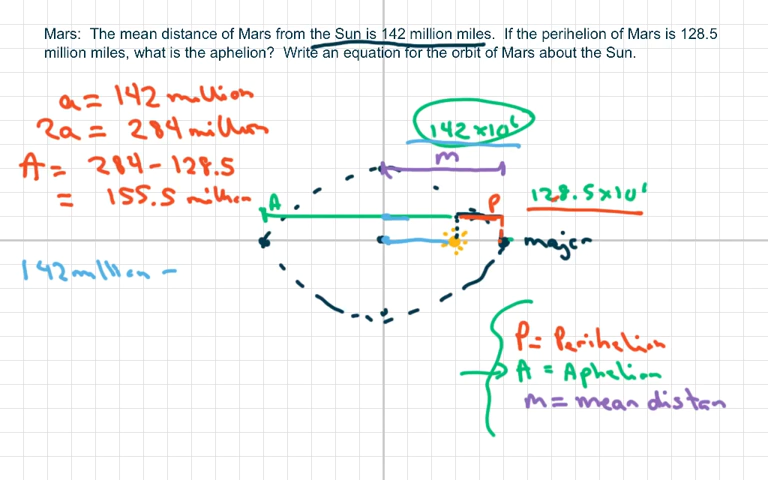 Mars: The mean distance of Mars from the Sun is 142 million miles. If the perihelion of Mars is 128.5
million miles, what is the aphelion? Write an equation for the orbit of Mars about the Sun.
a = 142 million
2a = 284 million
A = 284 - 128.5
= 155.5 million
142 million -
142 x 10⁶
m
A
P
128.5 x 10⁶
major
P = Perihelion
A = Aphelion
m = mean distan